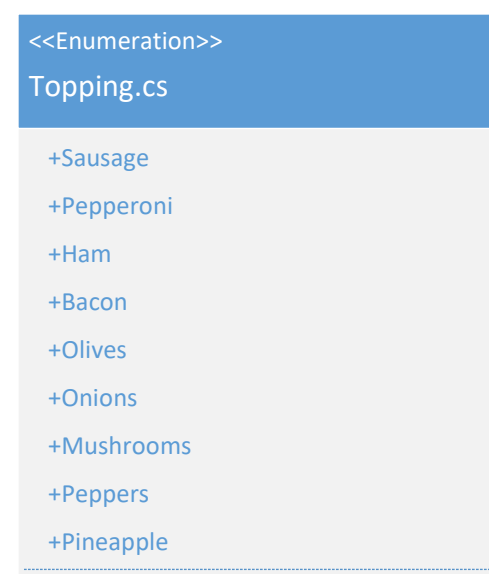 <<Enumeration>>
Topping.cs
+Sausage
+Pepperoni
+Ham
+Bacon
+Olives
+Onions
+Mushrooms
+Peppers
+Pineapple